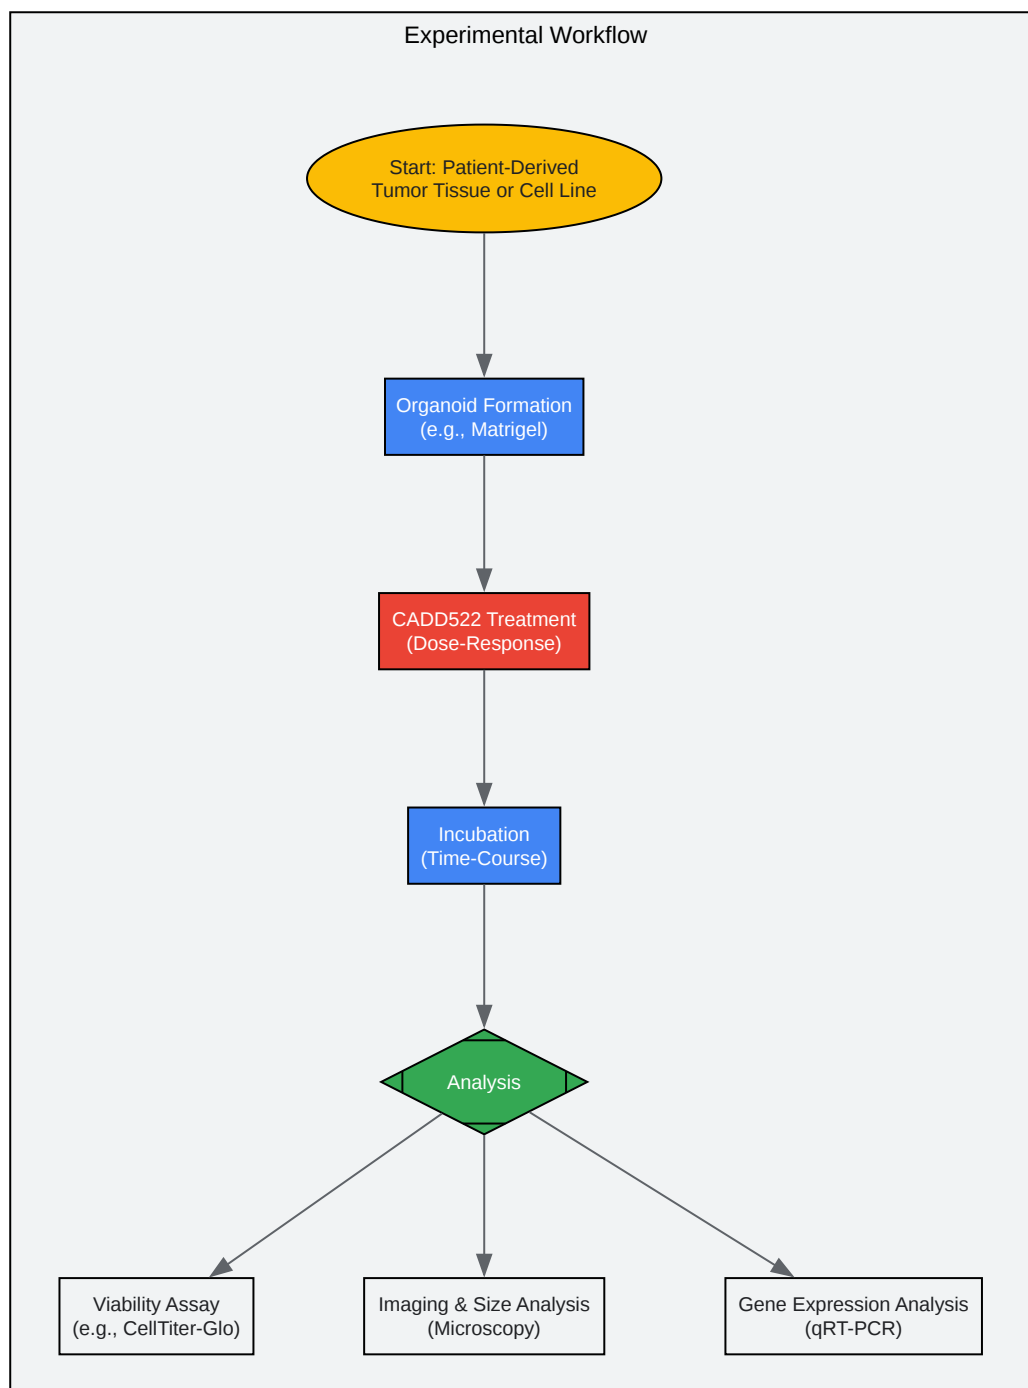 Experimental Workflow
Start: Patient-Derived
Tumor Tissue or Cell Line
Organoid Formation
(e.g., Matrigel)
CADD522 Treatment
(Dose-Response)
Incubation
(Time-Course)
Analysis
Viability Assay
(e.g., CellTiter-Glo)
Imaging & Size Analysis
(Microscopy)
Gene Expression Analysis
(qRT-PCR)